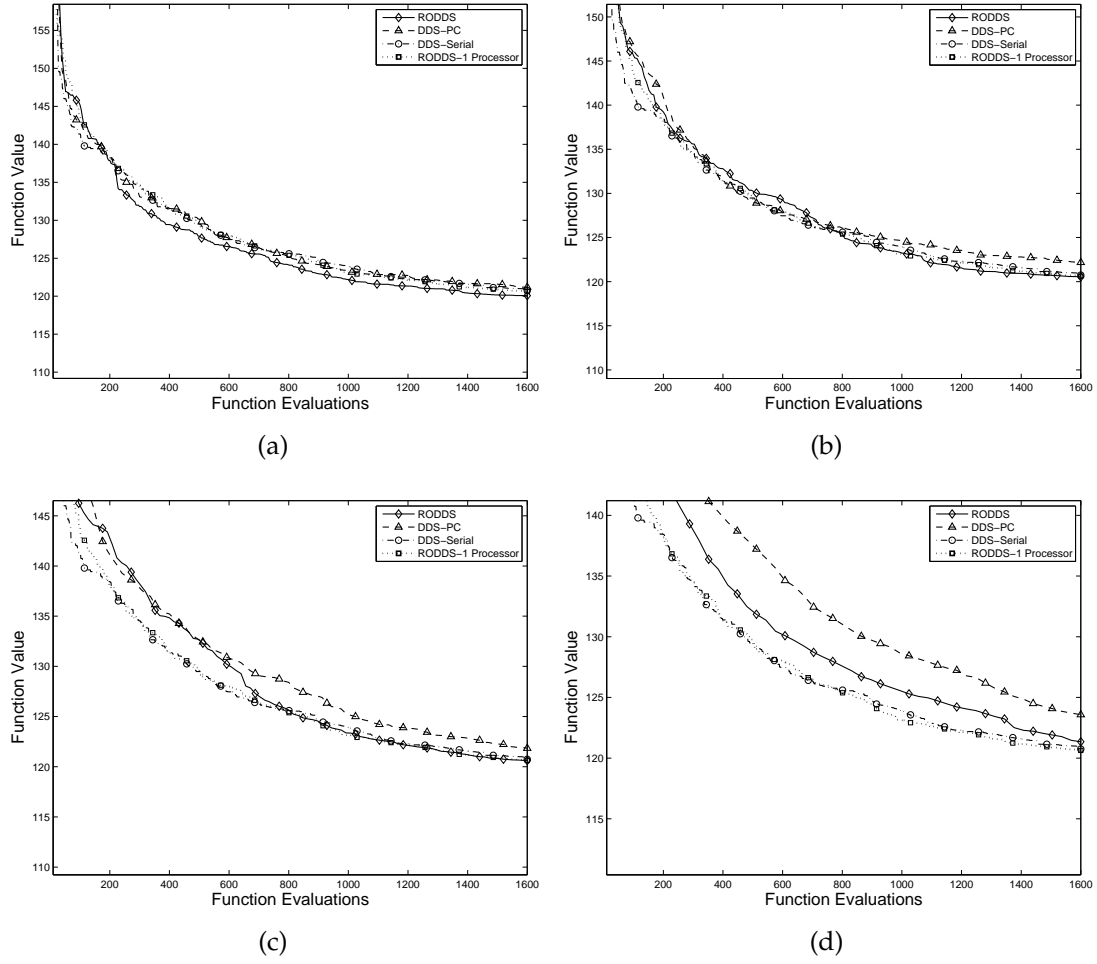 155
150
145
140
135
130
125
120
115
110
Function Value
200 400 600 800 1000 1200 1400 1600
Function Evaluations
RODDS
DDS−PC
DDS−Serial
RODDS−1 Processor
(a)
150
145
140
135
130
125
120
115
110
Function Value
200 400 600 800 1000 1200 1400 1600
Function Evaluations
RODDS
DDS−PC
DDS−Serial
RODDS−1 Processor
(b)
145
140
135
130
125
120
115
110
Function Value
200 400 600 800 1000 1200 1400 1600
Function Evaluations
RODDS
DDS−PC
DDS−Serial
RODDS−1 Processor
(c)
140
135
130
125
120
115
Function Value
200 400 600 800 1000 1200 1400 1600
Function Evaluations
RODDS
DDS−PC
DDS−Serial
RODDS−1 Processor
(d)